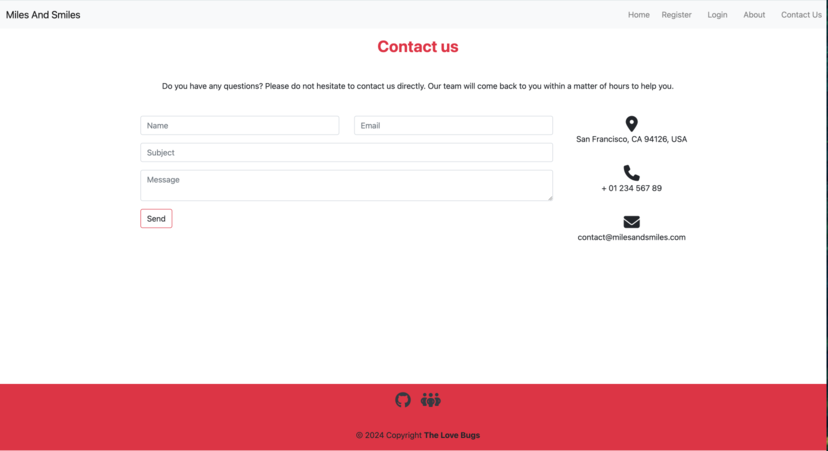 Miles And Smiles
Home Register Login About Contact Us
Contact us
Do you have any questions? Please do not hesitate to contact us directly. Our team will come back to you within a matter of hours to help you.
Name Email
Subject
Message
Send
San Francisco, CA 94126, USA
+ 01 234 567 89
contact@milesandsmiles.com
© 2024 Copyright The Love Bugs